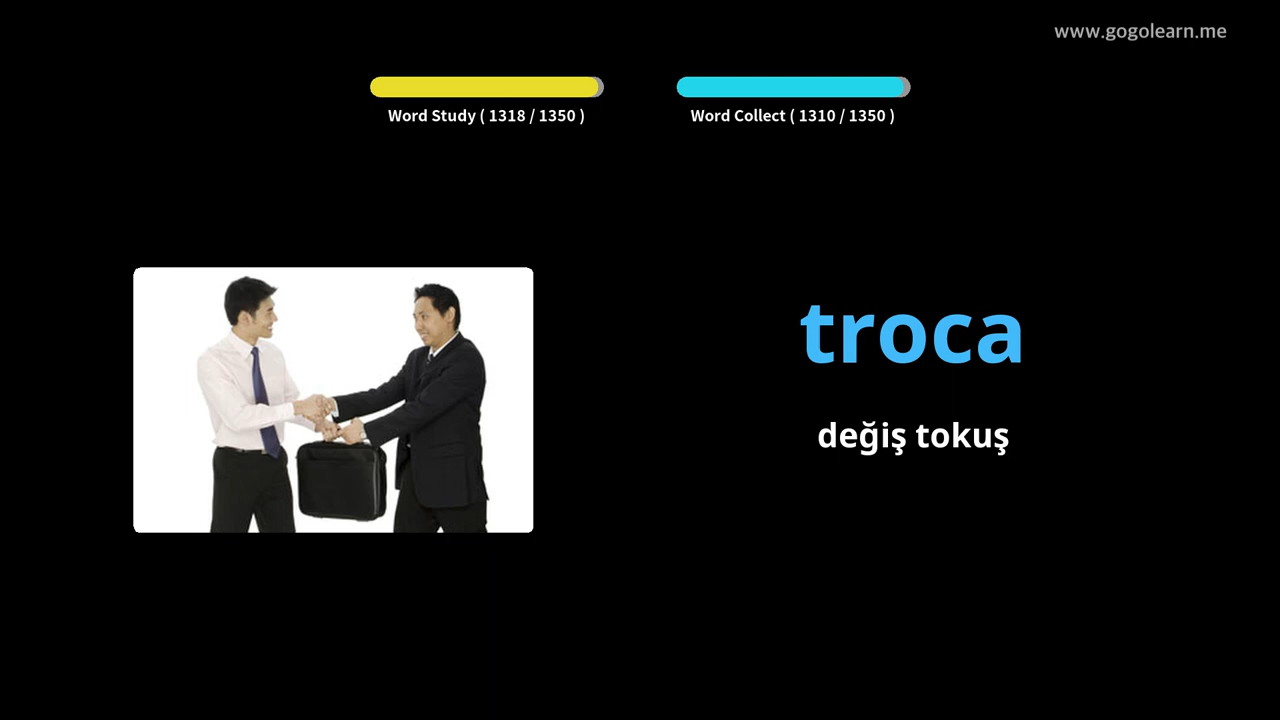 www.gogolearn.me
Word Study ( 1318 / 1350 )
Word Collect ( 1310 / 1350 )
troca
değiş tokuş